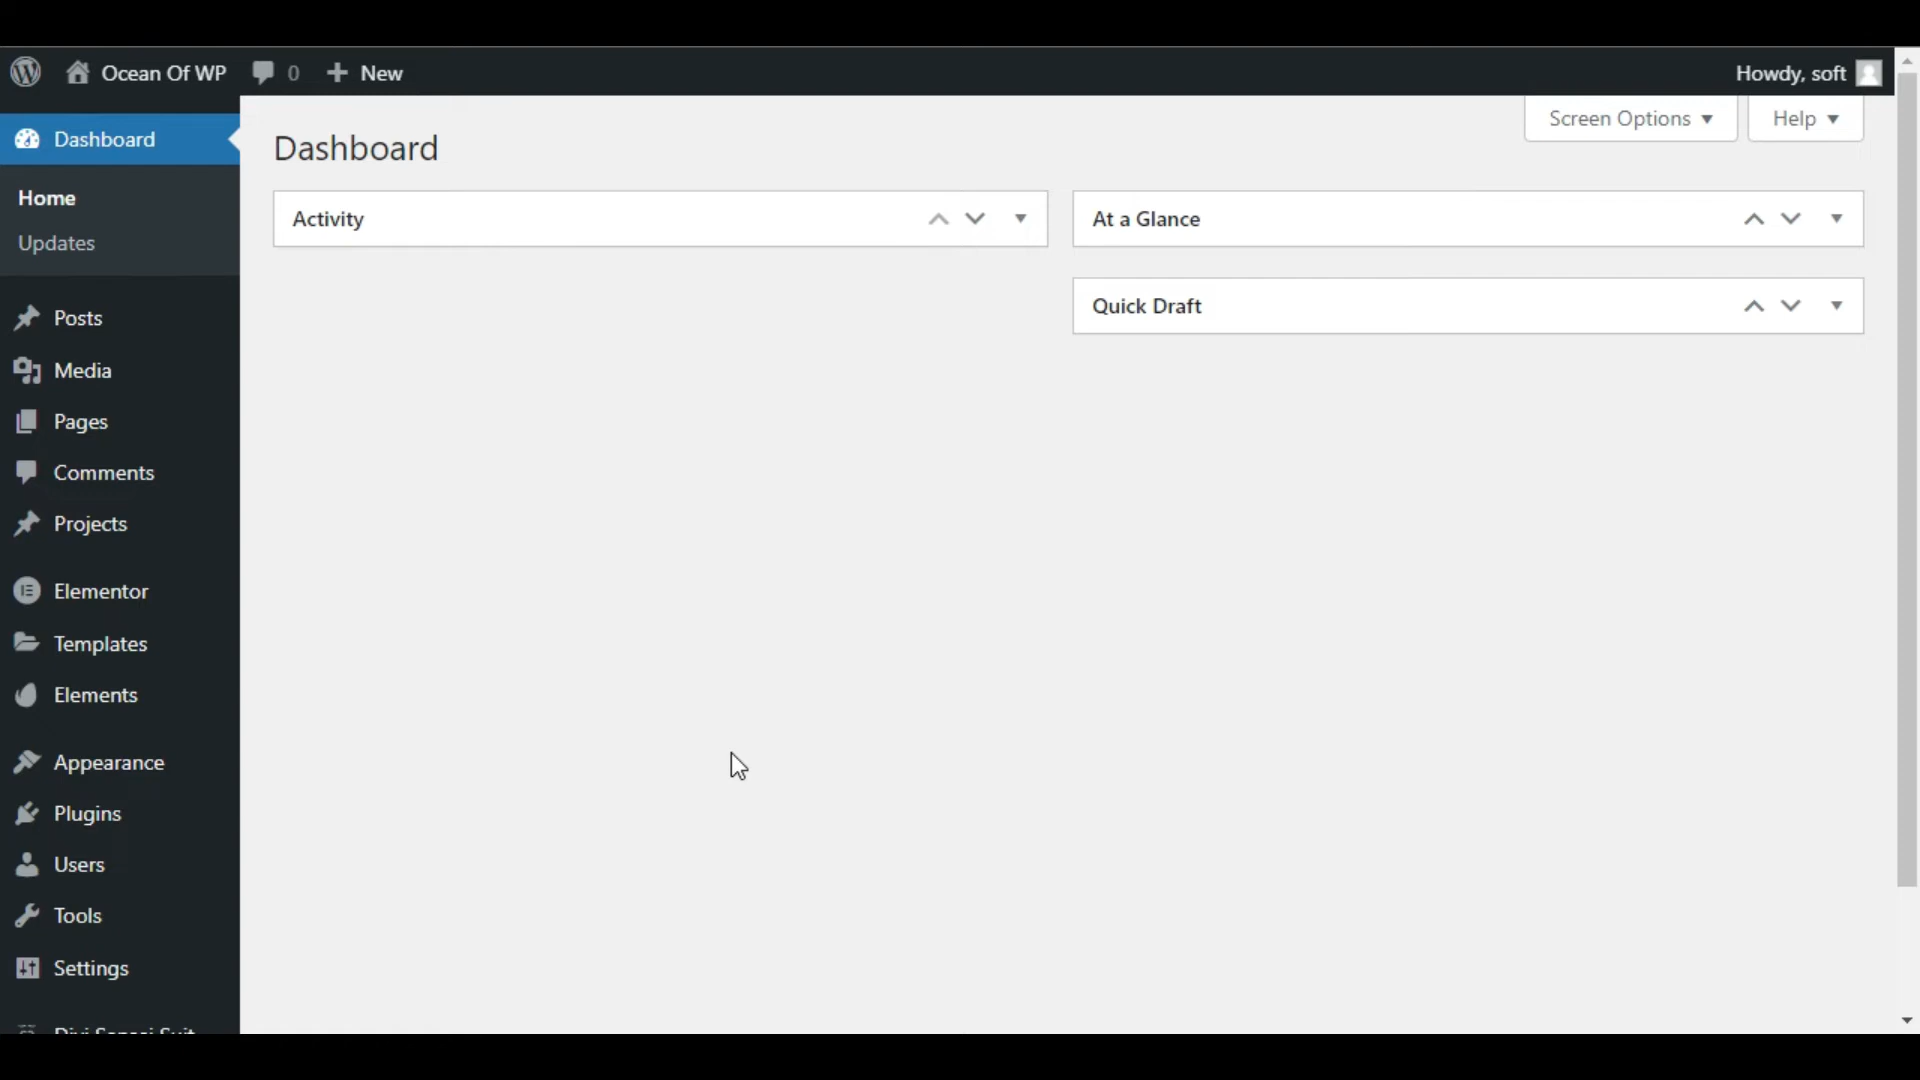 Ocean Of WP 0 New Howdy, soft
Dashboard
Home
Updates
Posts
Media
Pages
Comments
Projects
Elementor
Templates
Elements
Appearance
Plugins
Users
Tools
Settings
Screen Options Help
Dashboard
Activity
At a Glance
Quick Draft